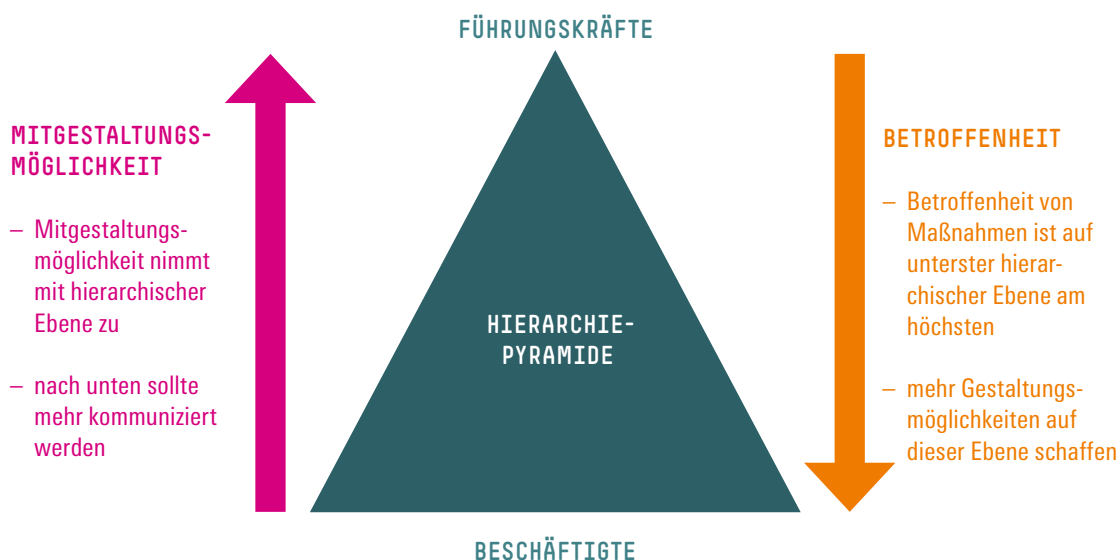 FÜHRUNGSKRÄFTE
MITGESTALTUNGS-
MÖGLICHKEIT
– Mitgestaltungs-
möglichkeit nimmt
mit hierarchischer
Ebene zu
– nach unten sollte
mehr kommuniziert
werden
HIERARCHIE-
PYRAMIDE
BETROFFENHEIT
– Betroffenheit von
Maßnahmen ist auf
unterster hierar-
chischer Ebene am
höchsten
– mehr Gestaltungs-
möglichkeiten auf
dieser Ebene schaffen
BESCHÄFTIGTE